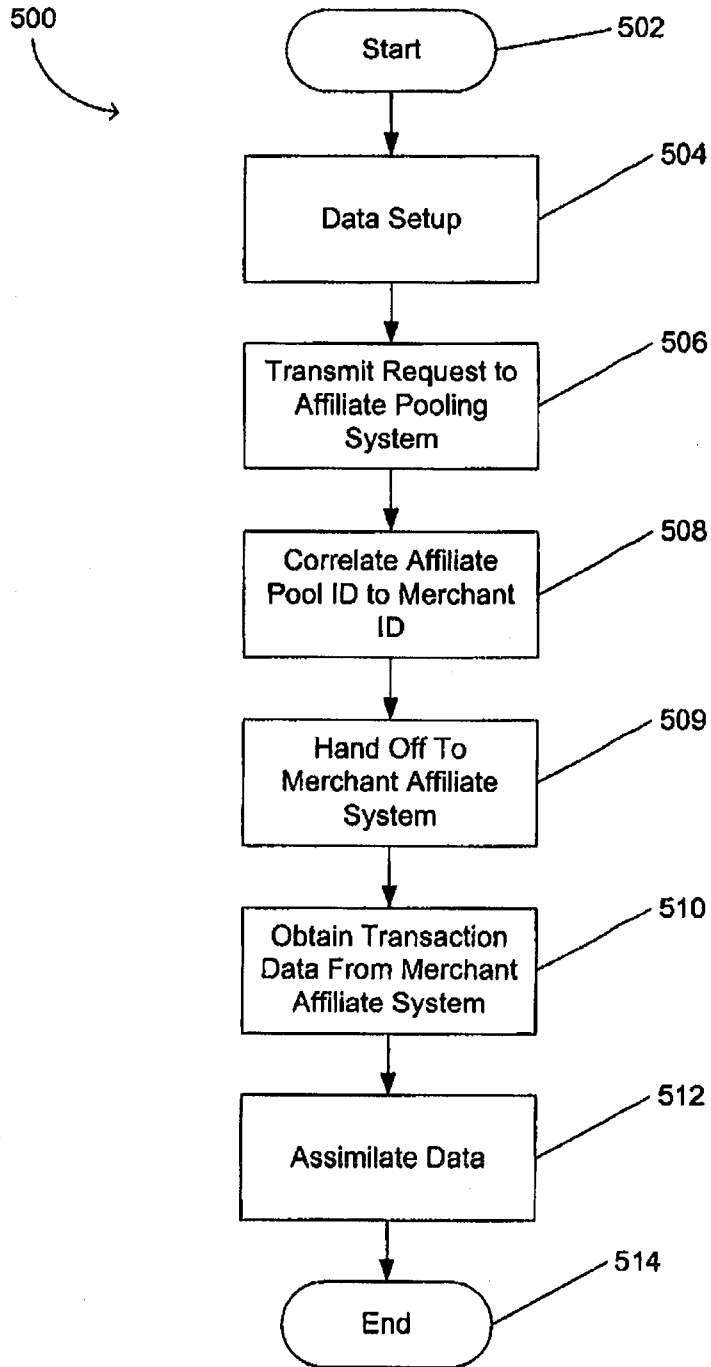 500
Start
502
Data Setup
504
Transmit Request to
Affiliate Pooling
System
506
Correlate Affiliate
Pool ID to Merchant
ID
508
Hand Off To
Merchant Affiliate
System
509
Obtain Transaction
Data From Merchant
Affiliate System
510
Assimilate Data
512
End
514